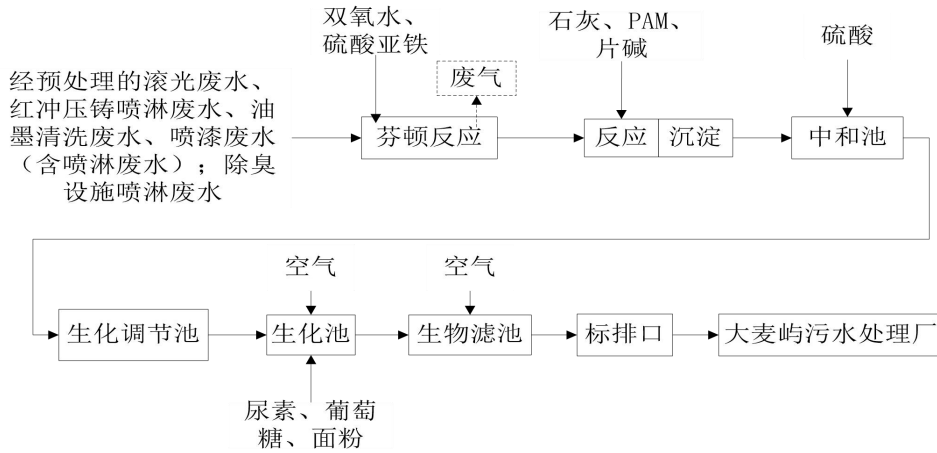 双氧水、
硫酸亚铁
石灰、PAM、
片碱
硫酸
废气
经预处理的滚光废水、
红冲压铸喷淋废水、油
墨清洗废水、喷漆废水
（含喷淋废水）；除臭
设施喷淋废水
芬顿反应
反应
沉淀
中和池
空气
空气
生化调节池
生化池
生物滤池
标排口
大麦屿污水处理厂
尿素、葡萄
糖、面粉